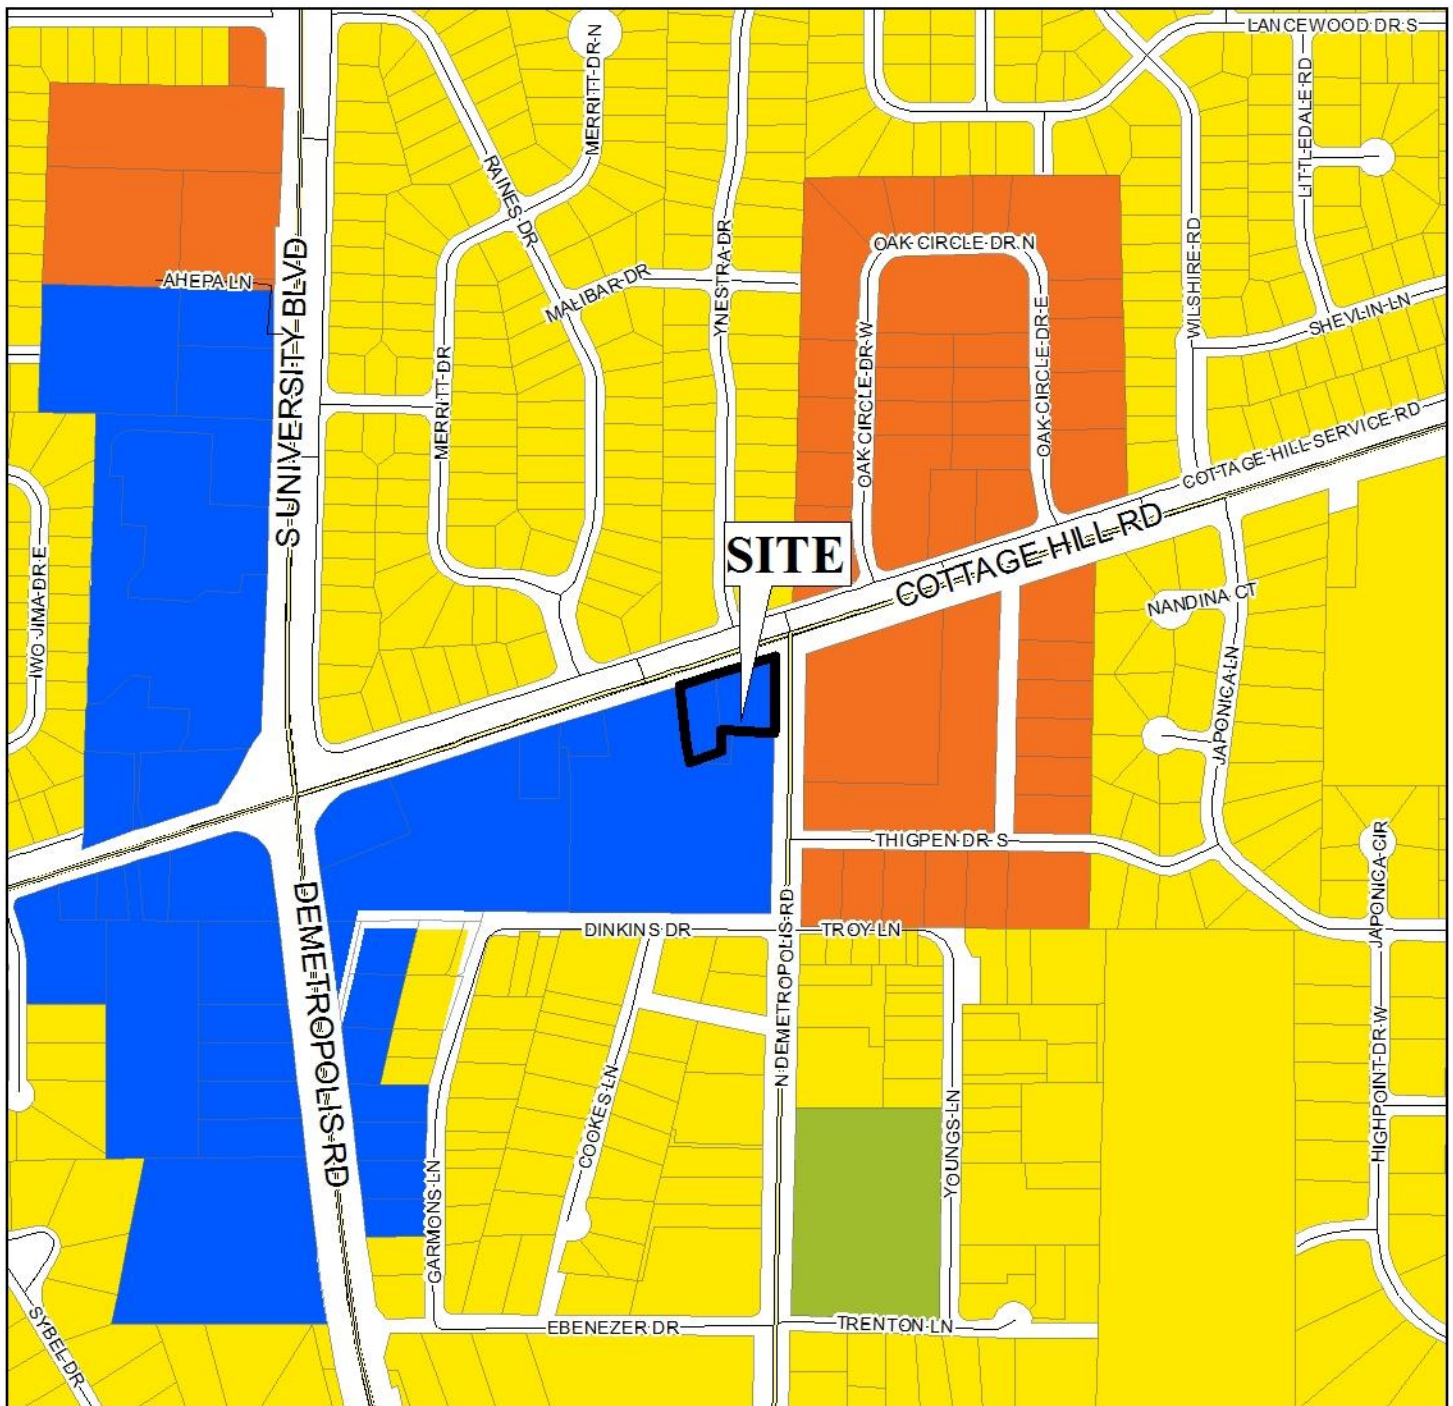 LANCEWOOD DR S
MERRITT DR N
LITTLEDALE RD
RAINES DR
YNESTRA DR
OAK CIRCLE DR N
WILSHIRE RD
AHEPA LN
S UNIVERSITY BLVD
MALIBAR DR
SHEVLIN LN
MERRITT DR
OAK CIRCLE DR W
OAK CIRCLE DR E
COTTAGE HILL SERVICE RD
SITE
COTTAGE HILL RD
IWO JIMA DR E
NANDINA CT
JAPONICA LN
THIGPEN DR S
JAPONICA CIR
DEMETROPOLIS RD
DINKINS DR
N DEMETROPOLIS RD
TROY LN
COOKES LN
YOUNGS LN
HIGHPOINT DR W
GARMONS LN
EBENEZER DR
TRENTON LN
SYBEL DR